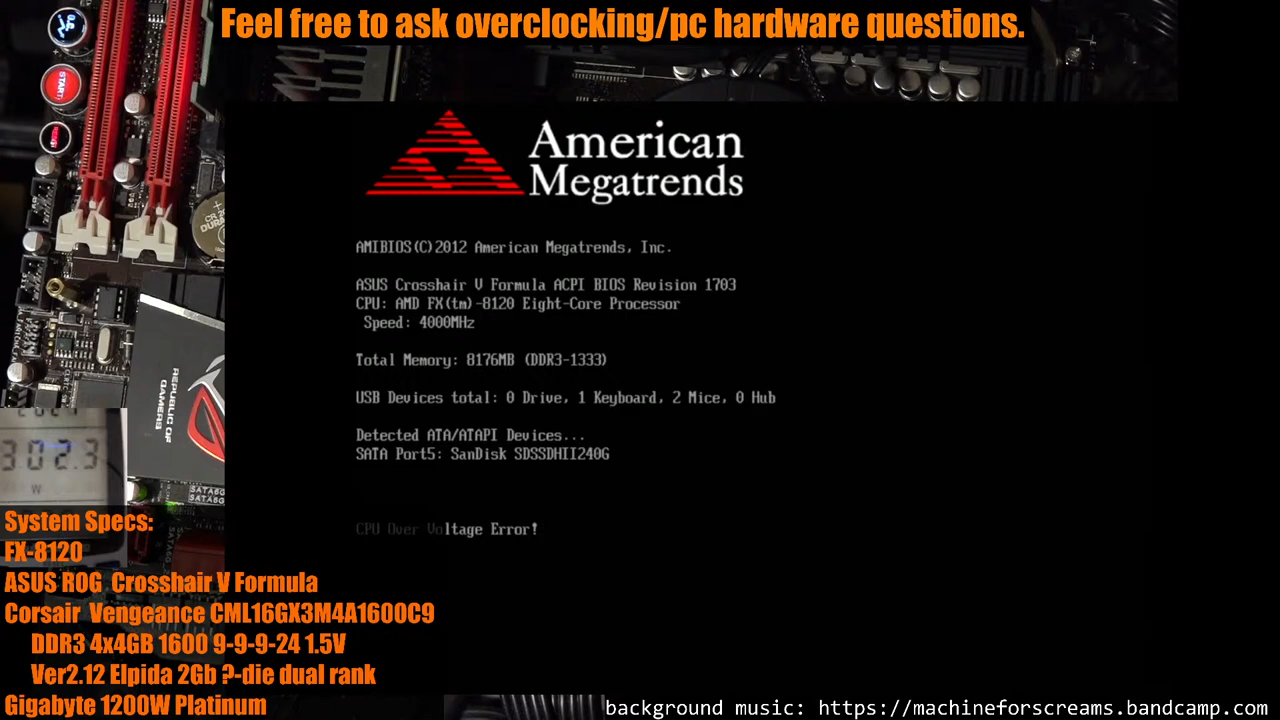 Feel free to ask overclocking/pc hardware questions.
START
American
Megatrends
AMIBIOS(C)2012 American Megatrends, Inc.
ASUS Crosshair V Formula ACPI BIOS Revision 1703
CPU: AMD FX(tm)-8120 Eight-Core Processor
Speed: 4000MHz
Total Memory: 8176MB (DDR3-1333)
USB Devices total: 0 Drive, 1 Keyboard, 2 Mice, 0 Hub
Detected ATA/ATAPI Devices...
SATA Port5: SanDisk SDSSDHII240G
CPU Over Voltage Error!
REPUBLIC OF
GAMERS
302.3
W
SATA6G
System Specs:
FX-8120
ASUS ROG Crosshair V Formula
Corsair Vengeance CML16GX3M4A1600C9
DDR3 4x4GB 1600 9-9-9-24 1.5V
Ver2.12 Elpida 2Gb ?-die dual rank
Gigabyte 1200W Platinum
background music: https://machineforscreams.bandcamp.com